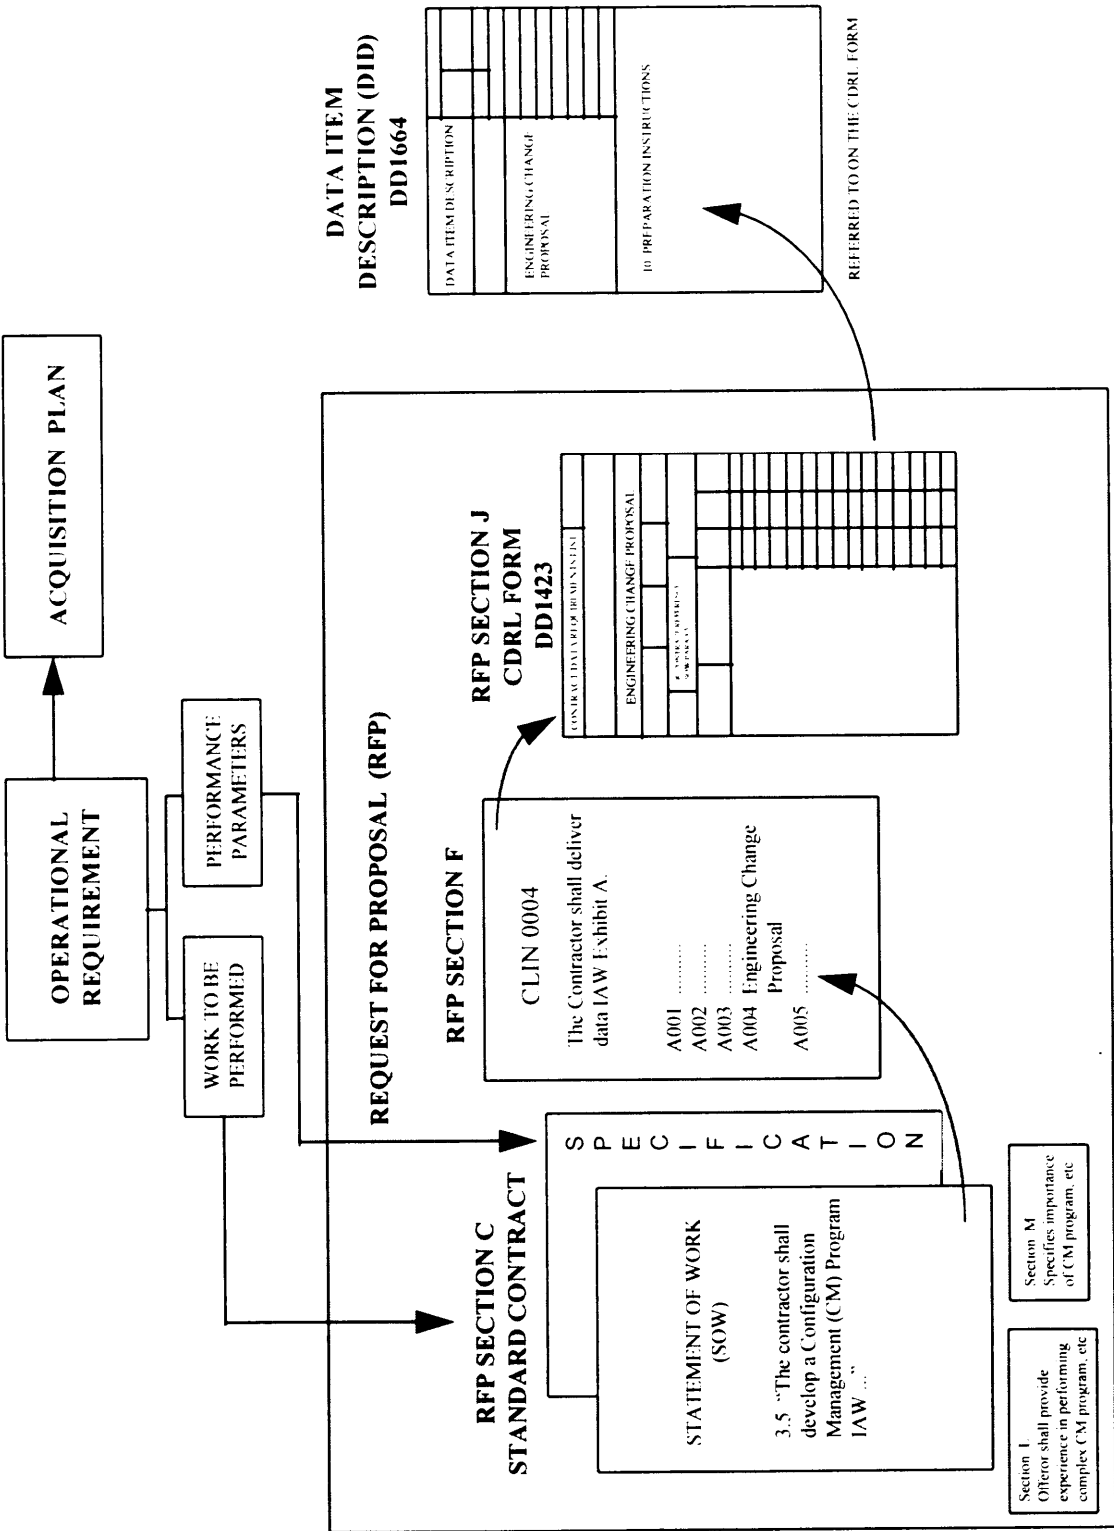 ACQUISITION PLAN
OPERATIONAL
REQUIREMENT
WORK TO BE
PERFORMED
PERFORMANCE
PARAMETERS
REQUEST FOR PROPOSAL (RFP)
RFP SECTION C
STANDARD CONTRACT
SPECIFICATION
STATEMENT OF WORK
(SOW)
3.5 “The contractor shall
develop a Configuration
Management (CM) Program
IAW ...”
Section L
Offeror shall provide
experience in performing
complex CM program, etc
Section M
Specifies importance
of CM program, etc
RFP SECTION F
CLIN 0004
The Contractor shall deliver
data IAW Exhibit A.
A001 ..........
A002 ..........
A003 ..........
A004 Engineering Change
Proposal
A005 ..........
RFP SECTION J
CDRL FORM
DD1423
CONTRACT DATA REQUIREMENTS LIST
ENGINEERING CHANGE PROPOSAL
DATA ITEM
DESCRIPTION (DID)
DD1664
DATA ITEM DESCRIPTION
ENGINEERING CHANGE
PROPOSAL
10 PREPARATION INSTRUCTIONS
REFERRED TO ON THE CDRL FORM